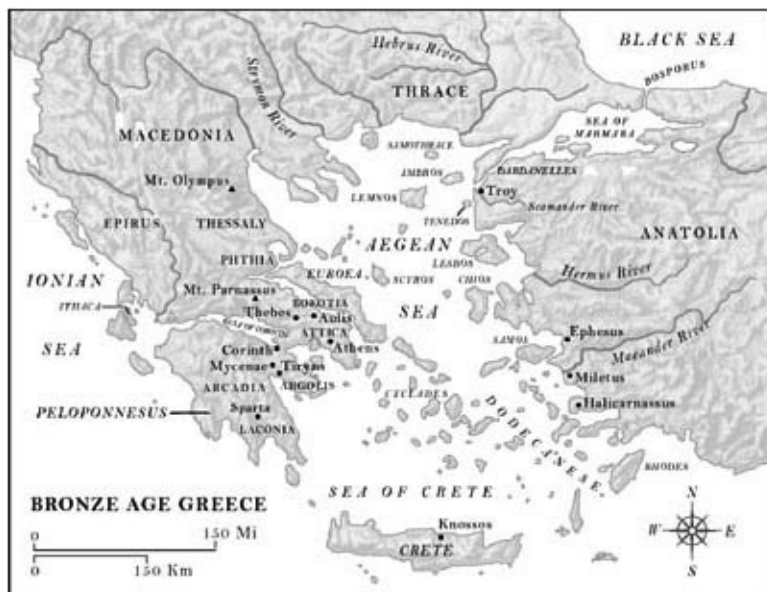 BLACK SEA
Hebrus River
BOSPORUS
Strymon River
THRACE
SEA OF
MARMARA
MACEDONIA
SAMOTHRACE
IMBROS
DARDANELLES
Mt. Olympus
LEMNOS
Troy
TENEDOS
Scamander River
EPIRUS
THESSALY
AEGEAN
ANATOLIA
PHTHIA
LESBOS
IONIAN
EUBOEA
SCYROS
CHIOS
Hermus River
Mt. Parnassus
ITHACA
BOEOTIA
SEA
Thebes
Aulis
GULF OF CORINTH
ATTICA
SAMOS
Ephesus
SEA
Corinth
Athens
Maeander River
Mycenae
Tiryns
Miletus
ARCADIA
ARGOLIS
CYCLADES
Halicarnassus
PELOPONNESUS
Sparta
DODECANESE
LACONIA
RHODES
SEA OF CRETE
BRONZE AGE GREECE
N
Knossos
W E
0 150 Mi
CRETE
0 150 Km
S